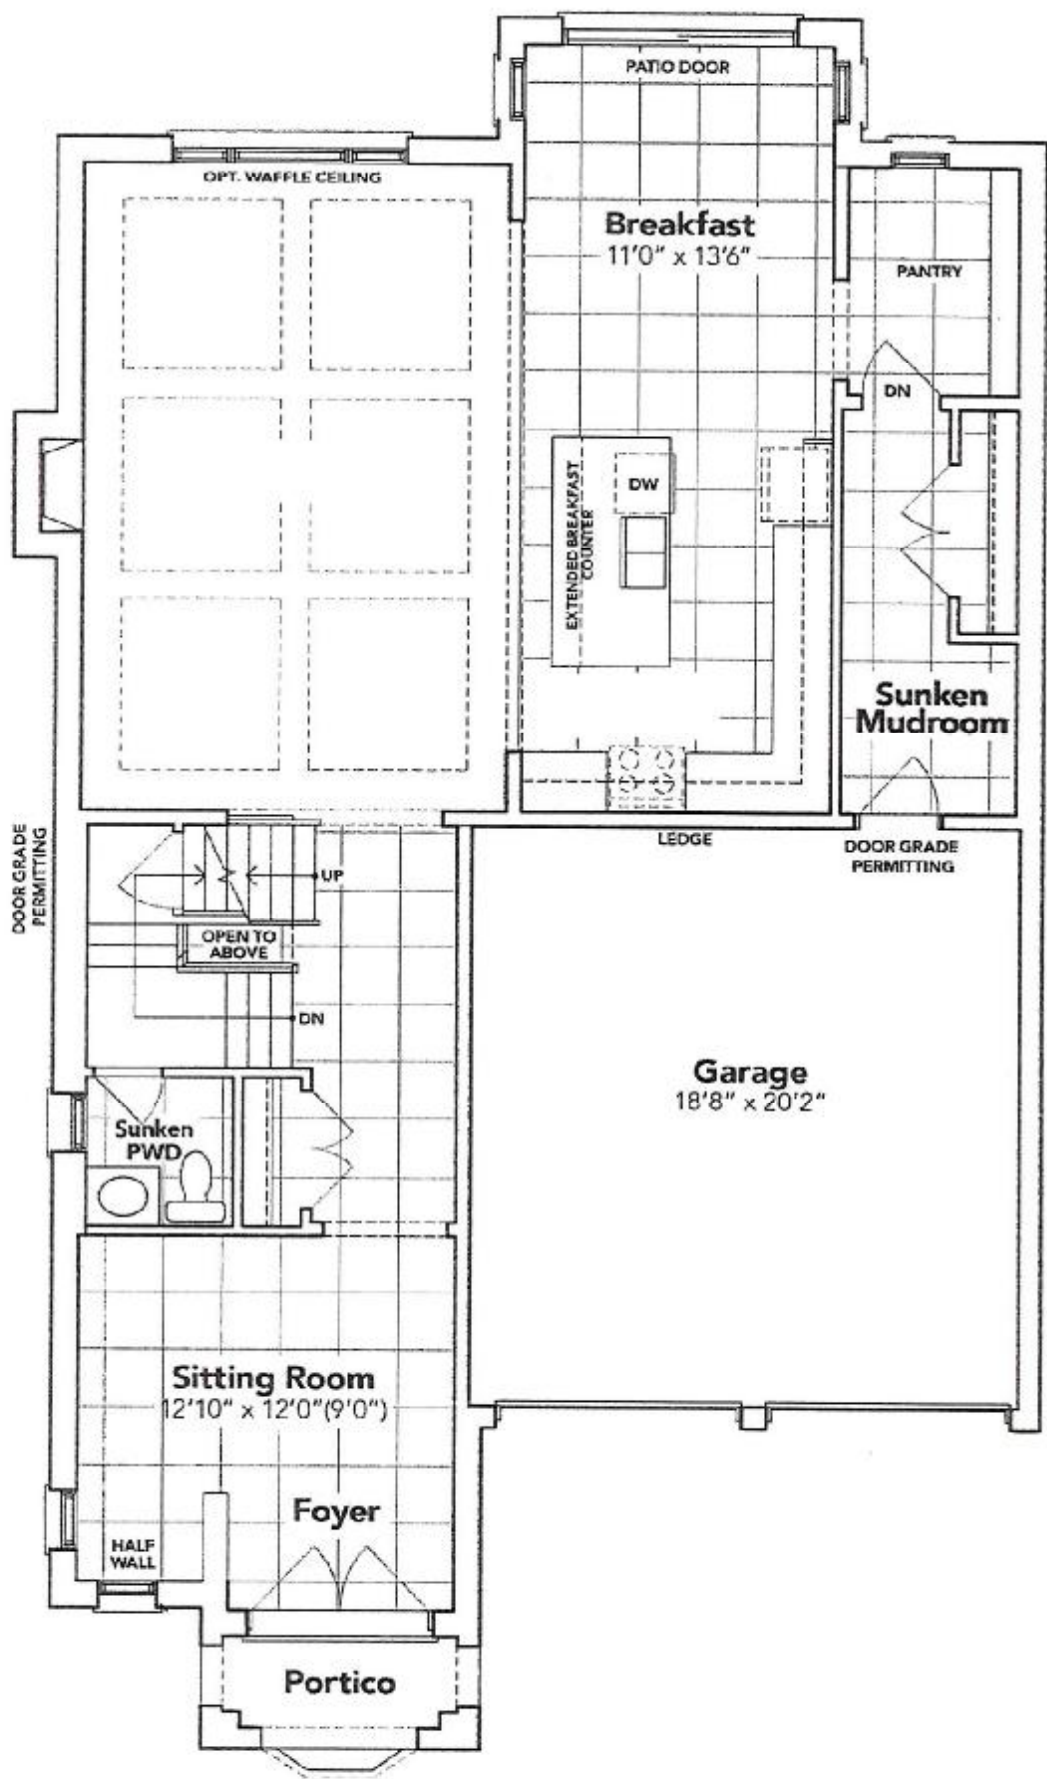 PATIO DOOR
OPT. WAFFLE CEILING
Breakfast
11'0" x 13'6"
PANTRY
DN
EXTENDED BREAKFAST
COUNTER
DW
Sunken
Mudroom
DOOR GRADE
PERMITTING
LEDGE
DOOR GRADE
PERMITTING
UP
OPEN TO
ABOVE
DN
Garage
18'8" x 20'2"
Sunken
PWD
Sitting Room
12'10" x 12'0"(9'0")
Foyer
HALF
WALL
Portico